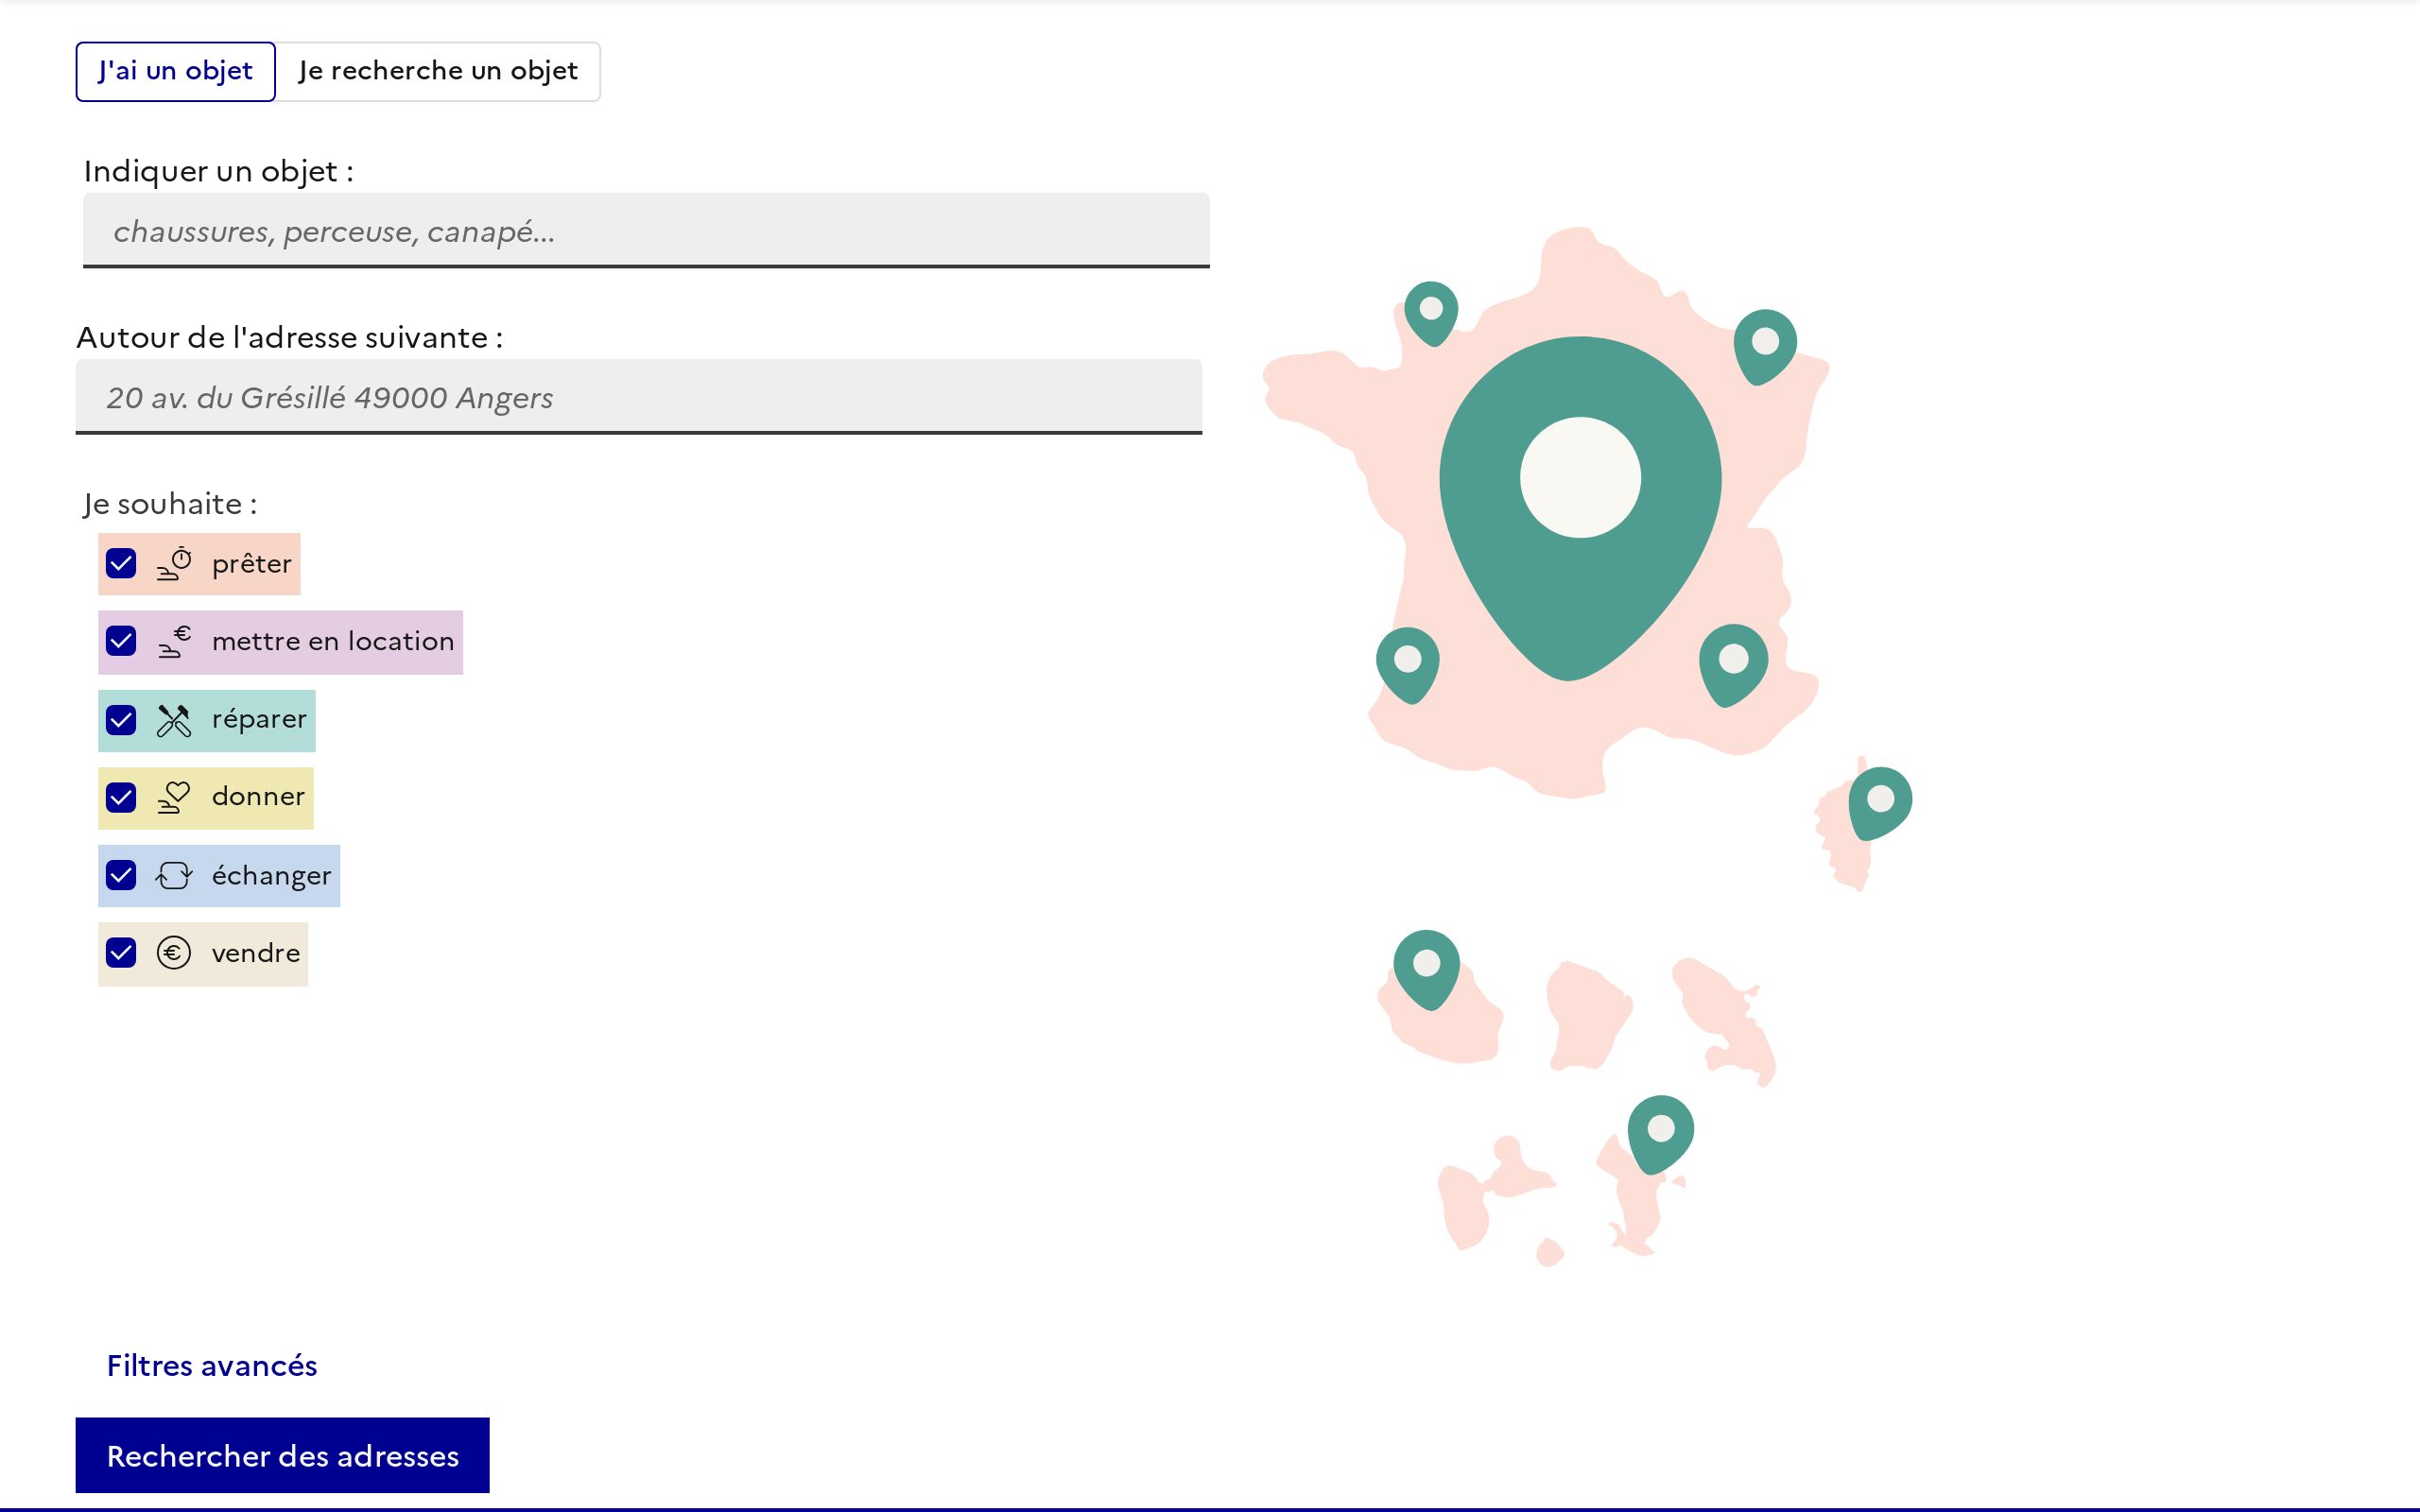 J'ai un objet
Je recherche un objet
Indiquer un objet :
chaussures, perceuse, canapé...
Autour de l'adresse suivante :
20 av. du Grésillé 49000 Angers
Je souhaite :
prêter
mettre en location
réparer
donner
échanger
vendre
Filtres avancés
Rechercher des adresses